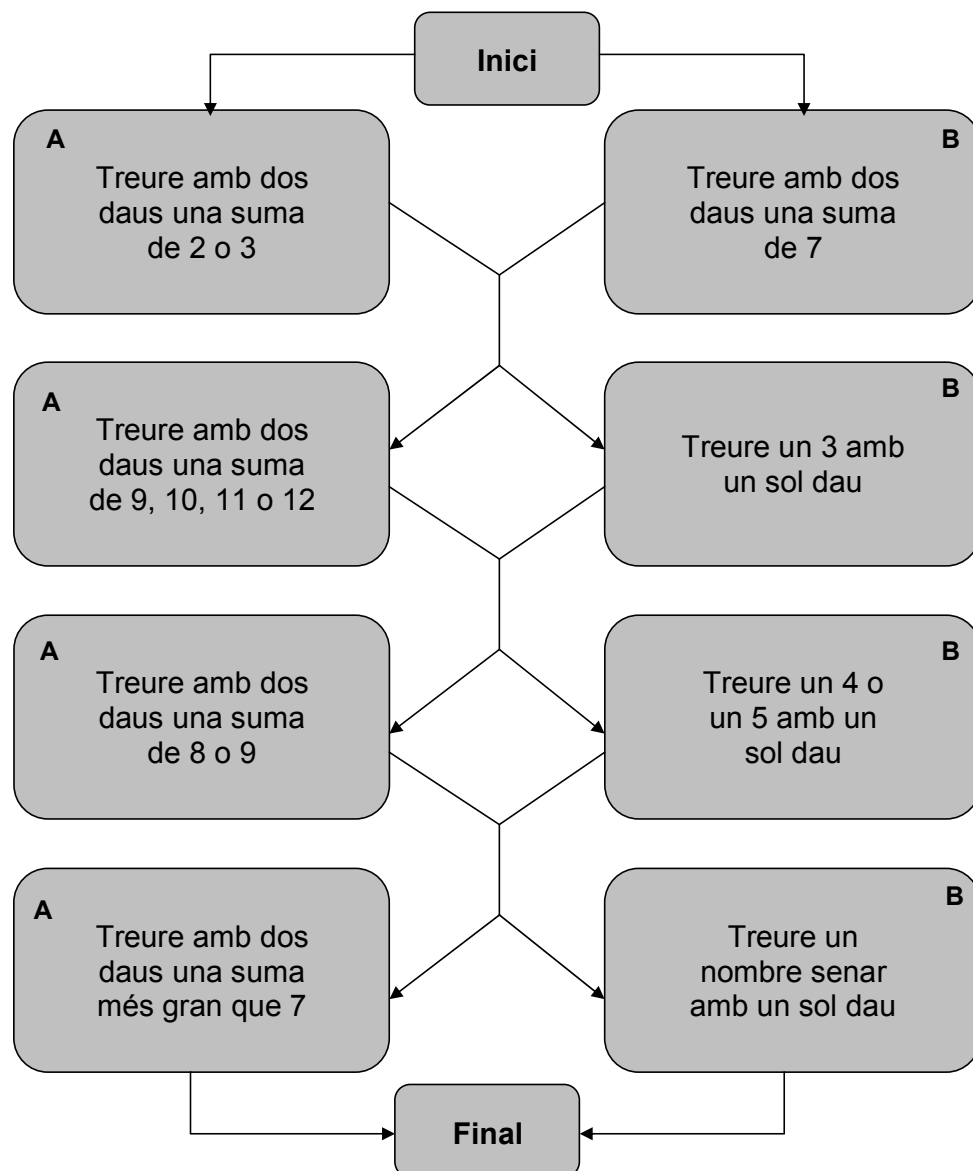 Inici
A
Treure amb dos
daus una suma
de 2 o 3
B
Treure amb dos
daus una suma
de 7
A
Treure amb dos
daus una suma
de 9, 10, 11 o 12
B
Treure un 3 amb
un sol dau
A
Treure amb dos
daus una suma
de 8 o 9
B
Treure un 4 o
un 5 amb un
sol dau
A
Treure amb dos
daus una suma
més gran que 7
B
Treure un
nombre senar
amb un sol dau
Final